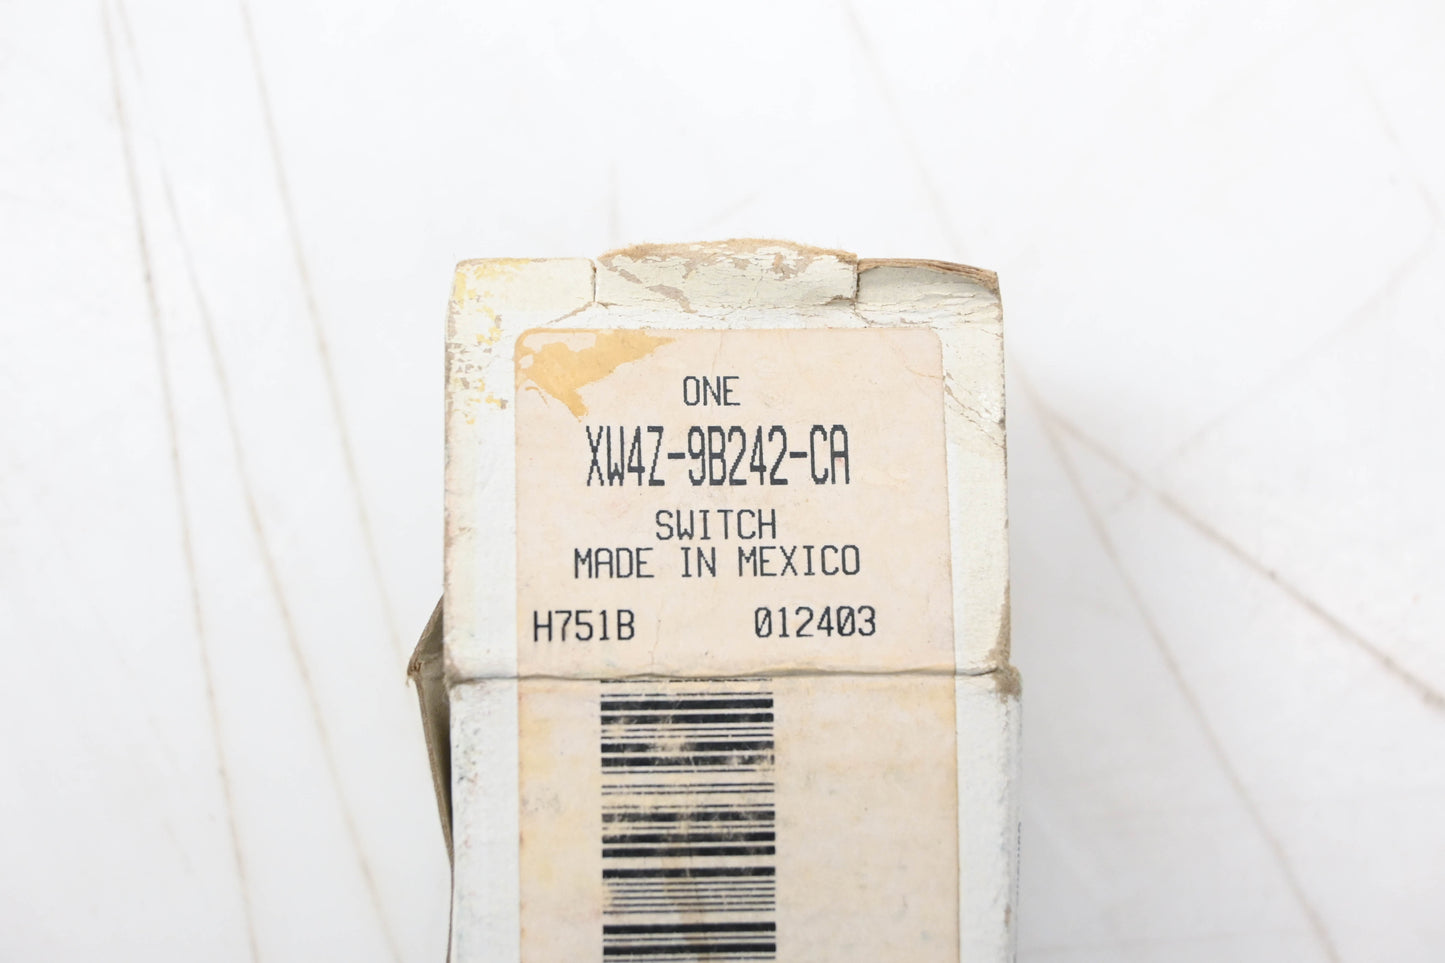 ONE
XW4Z-9B242-CA
SWITCH
MADE IN MEXICO
H751B 012403